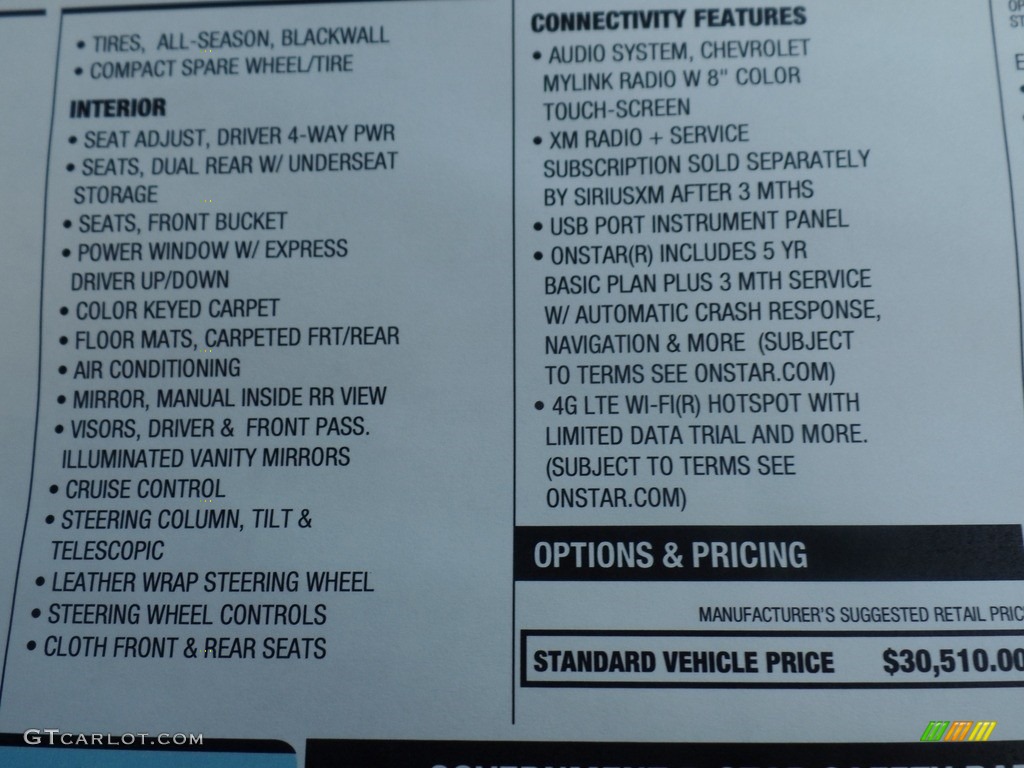 • TIRES, ALL-SEASON, BLACKWALL
• COMPACT SPARE WHEEL/TIRE
INTERIOR
• SEAT ADJUST, DRIVER 4-WAY PWR
• SEATS, DUAL REAR W/ UNDERSEAT
STORAGE
• SEATS, FRONT BUCKET
• POWER WINDOW W/ EXPRESS
DRIVER UP/DOWN
• COLOR KEYED CARPET
• FLOOR MATS, CARPETED FRT/REAR
• AIR CONDITIONING
• MIRROR, MANUAL INSIDE RR VIEW
• VISORS, DRIVER & FRONT PASS.
ILLUMINATED VANITY MIRRORS
• CRUISE CONTROL
• STEERING COLUMN, TILT &
TELESCOPIC
• LEATHER WRAP STEERING WHEEL
• STEERING WHEEL CONTROLS
• CLOTH FRONT & REAR SEATS
CONNECTIVITY FEATURES
• AUDIO SYSTEM, CHEVROLET
MYLINK RADIO W 8" COLOR
TOUCH-SCREEN
• XM RADIO + SERVICE
SUBSCRIPTION SOLD SEPARATELY
BY SIRIUSXM AFTER 3 MTHS
• USB PORT INSTRUMENT PANEL
• ONSTAR(R) INCLUDES 5 YR
BASIC PLAN PLUS 3 MTH SERVICE
W/ AUTOMATIC CRASH RESPONSE,
NAVIGATION & MORE (SUBJECT
TO TERMS SEE ONSTAR.COM)
• 4G LTE WI-FI(R) HOTSPOT WITH
LIMITED DATA TRIAL AND MORE.
(SUBJECT TO TERMS SEE
ONSTAR.COM)
OPTIONS & PRICING
MANUFACTURER'S SUGGESTED RETAIL PRIC
STANDARD VEHICLE PRICE $30,510.00
GTCARLOT.COM